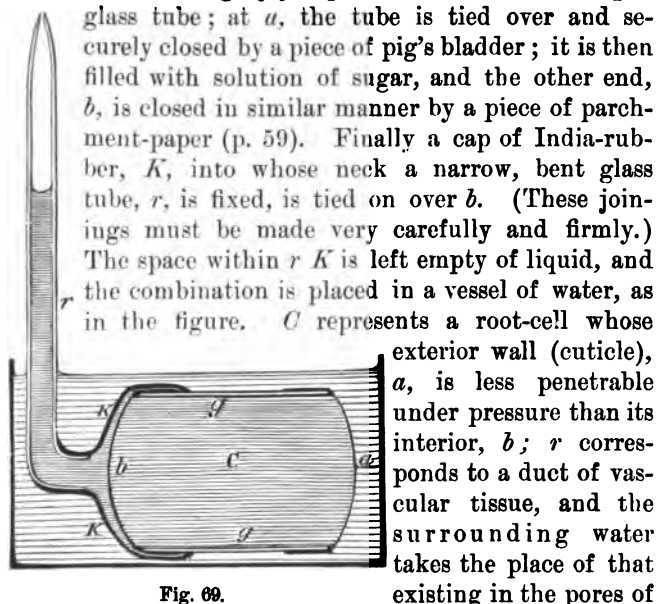 glass tube; at a, the tube is tied over and se-
curely closed by a piece of pig's bladder; it is then
filled with solution of sugar, and the other end,
b, is closed in similar manner by a piece of parch-
ment-paper (p. 59). Finally a cap of India-rub-
ber, K, into whose neck a narrow, bent glass
tube, r, is fixed, is tied on over b. (These join-
ings must be made very carefully and firmly.)
The space within r K is left empty of liquid, and
the combination is placed in a vessel of water, as
in the figure. C represents a root-cell whose
exterior wall (cuticle),
a, is less penetrable
under pressure than its
interior, b; r corres-
ponds to a duct of vas-
cular tissue, and the
surrounding water
takes the place of that
existing in the pores of
r
K
g
b
C
a
K
g
Fig. 69.